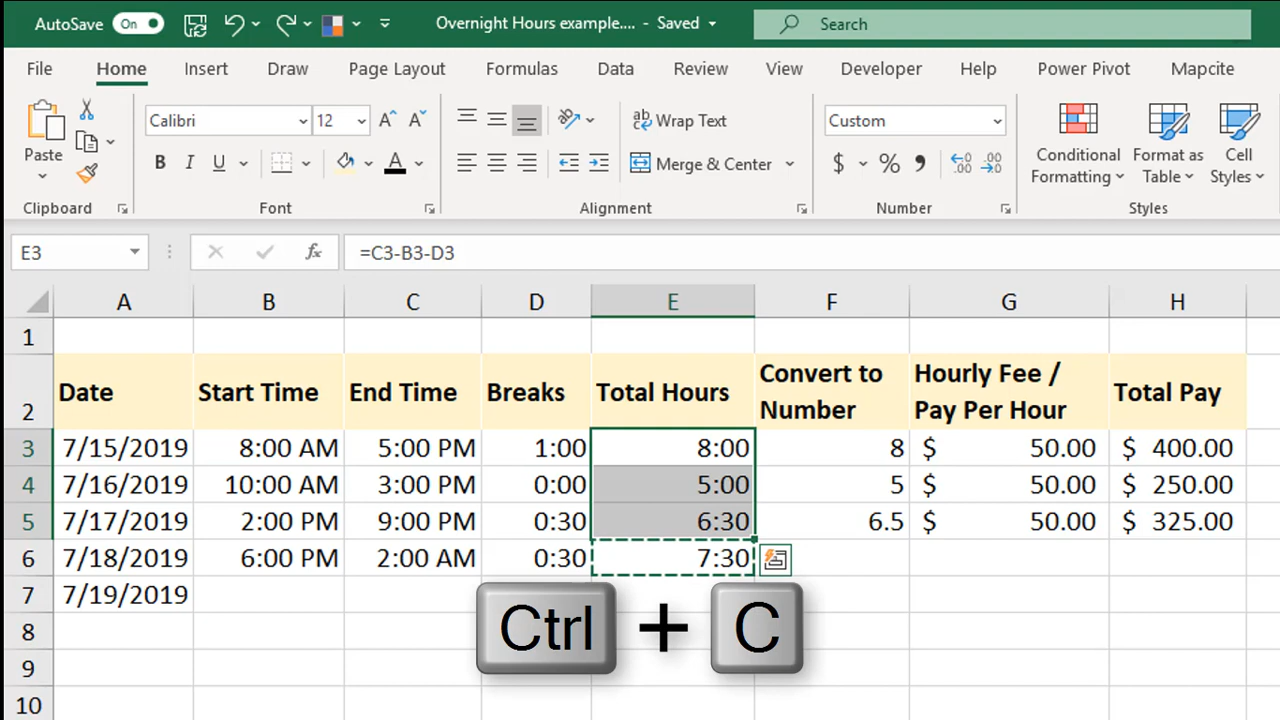 AutoSave On Overnight Hours example.... - Saved Search
File Home Insert Draw Page Layout Formulas Data Review View Developer Help Power Pivot Mapcite
Paste
Calibri 12
B I U A
ab Wrap Text
Merge & Center
Custom
$ % , .00 .00
Conditional
Formatting
Format as
Table
Cell
Styles
Clipboard Font Alignment Number Styles
E3 fx =C3-B3-D3
A B C D E F G H
1
2 Date Start Time End Time Breaks Total Hours Convert to Number Hourly Fee / Pay Per Hour Total Pay
3 7/15/2019 8:00 AM 5:00 PM 1:00 8:00 8 $ 50.00 $ 400.00
4 7/16/2019 10:00 AM 3:00 PM 0:00 5:00 5 $ 50.00 $ 250.00
5 7/17/2019 2:00 PM 9:00 PM 0:30 6:30 6.5 $ 50.00 $ 325.00
6 7/18/2019 6:00 PM 2:00 AM 0:30 7:30
7 7/19/2019
Ctrl + C
8
9
10